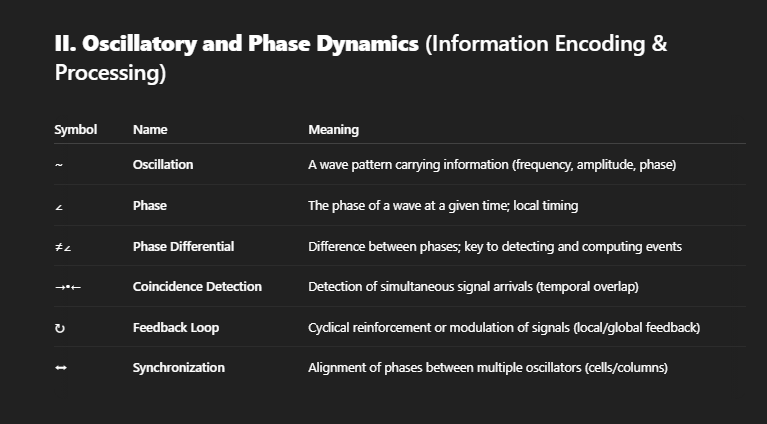 II. Oscillatory and Phase Dynamics (Information Encoding &
Processing)
Symbol Name Meaning
~ Oscillation A wave pattern carrying information (frequency, amplitude, phase)
∠ Phase The phase of a wave at a given time; local timing
≠∠ Phase Differential Difference between phases; key to detecting and computing events
→•← Coincidence Detection Detection of simultaneous signal arrivals (temporal overlap)
↻ Feedback Loop Cyclical reinforcement or modulation of signals (local/global feedback)
↔ Synchronization Alignment of phases between multiple oscillators (cells/columns)